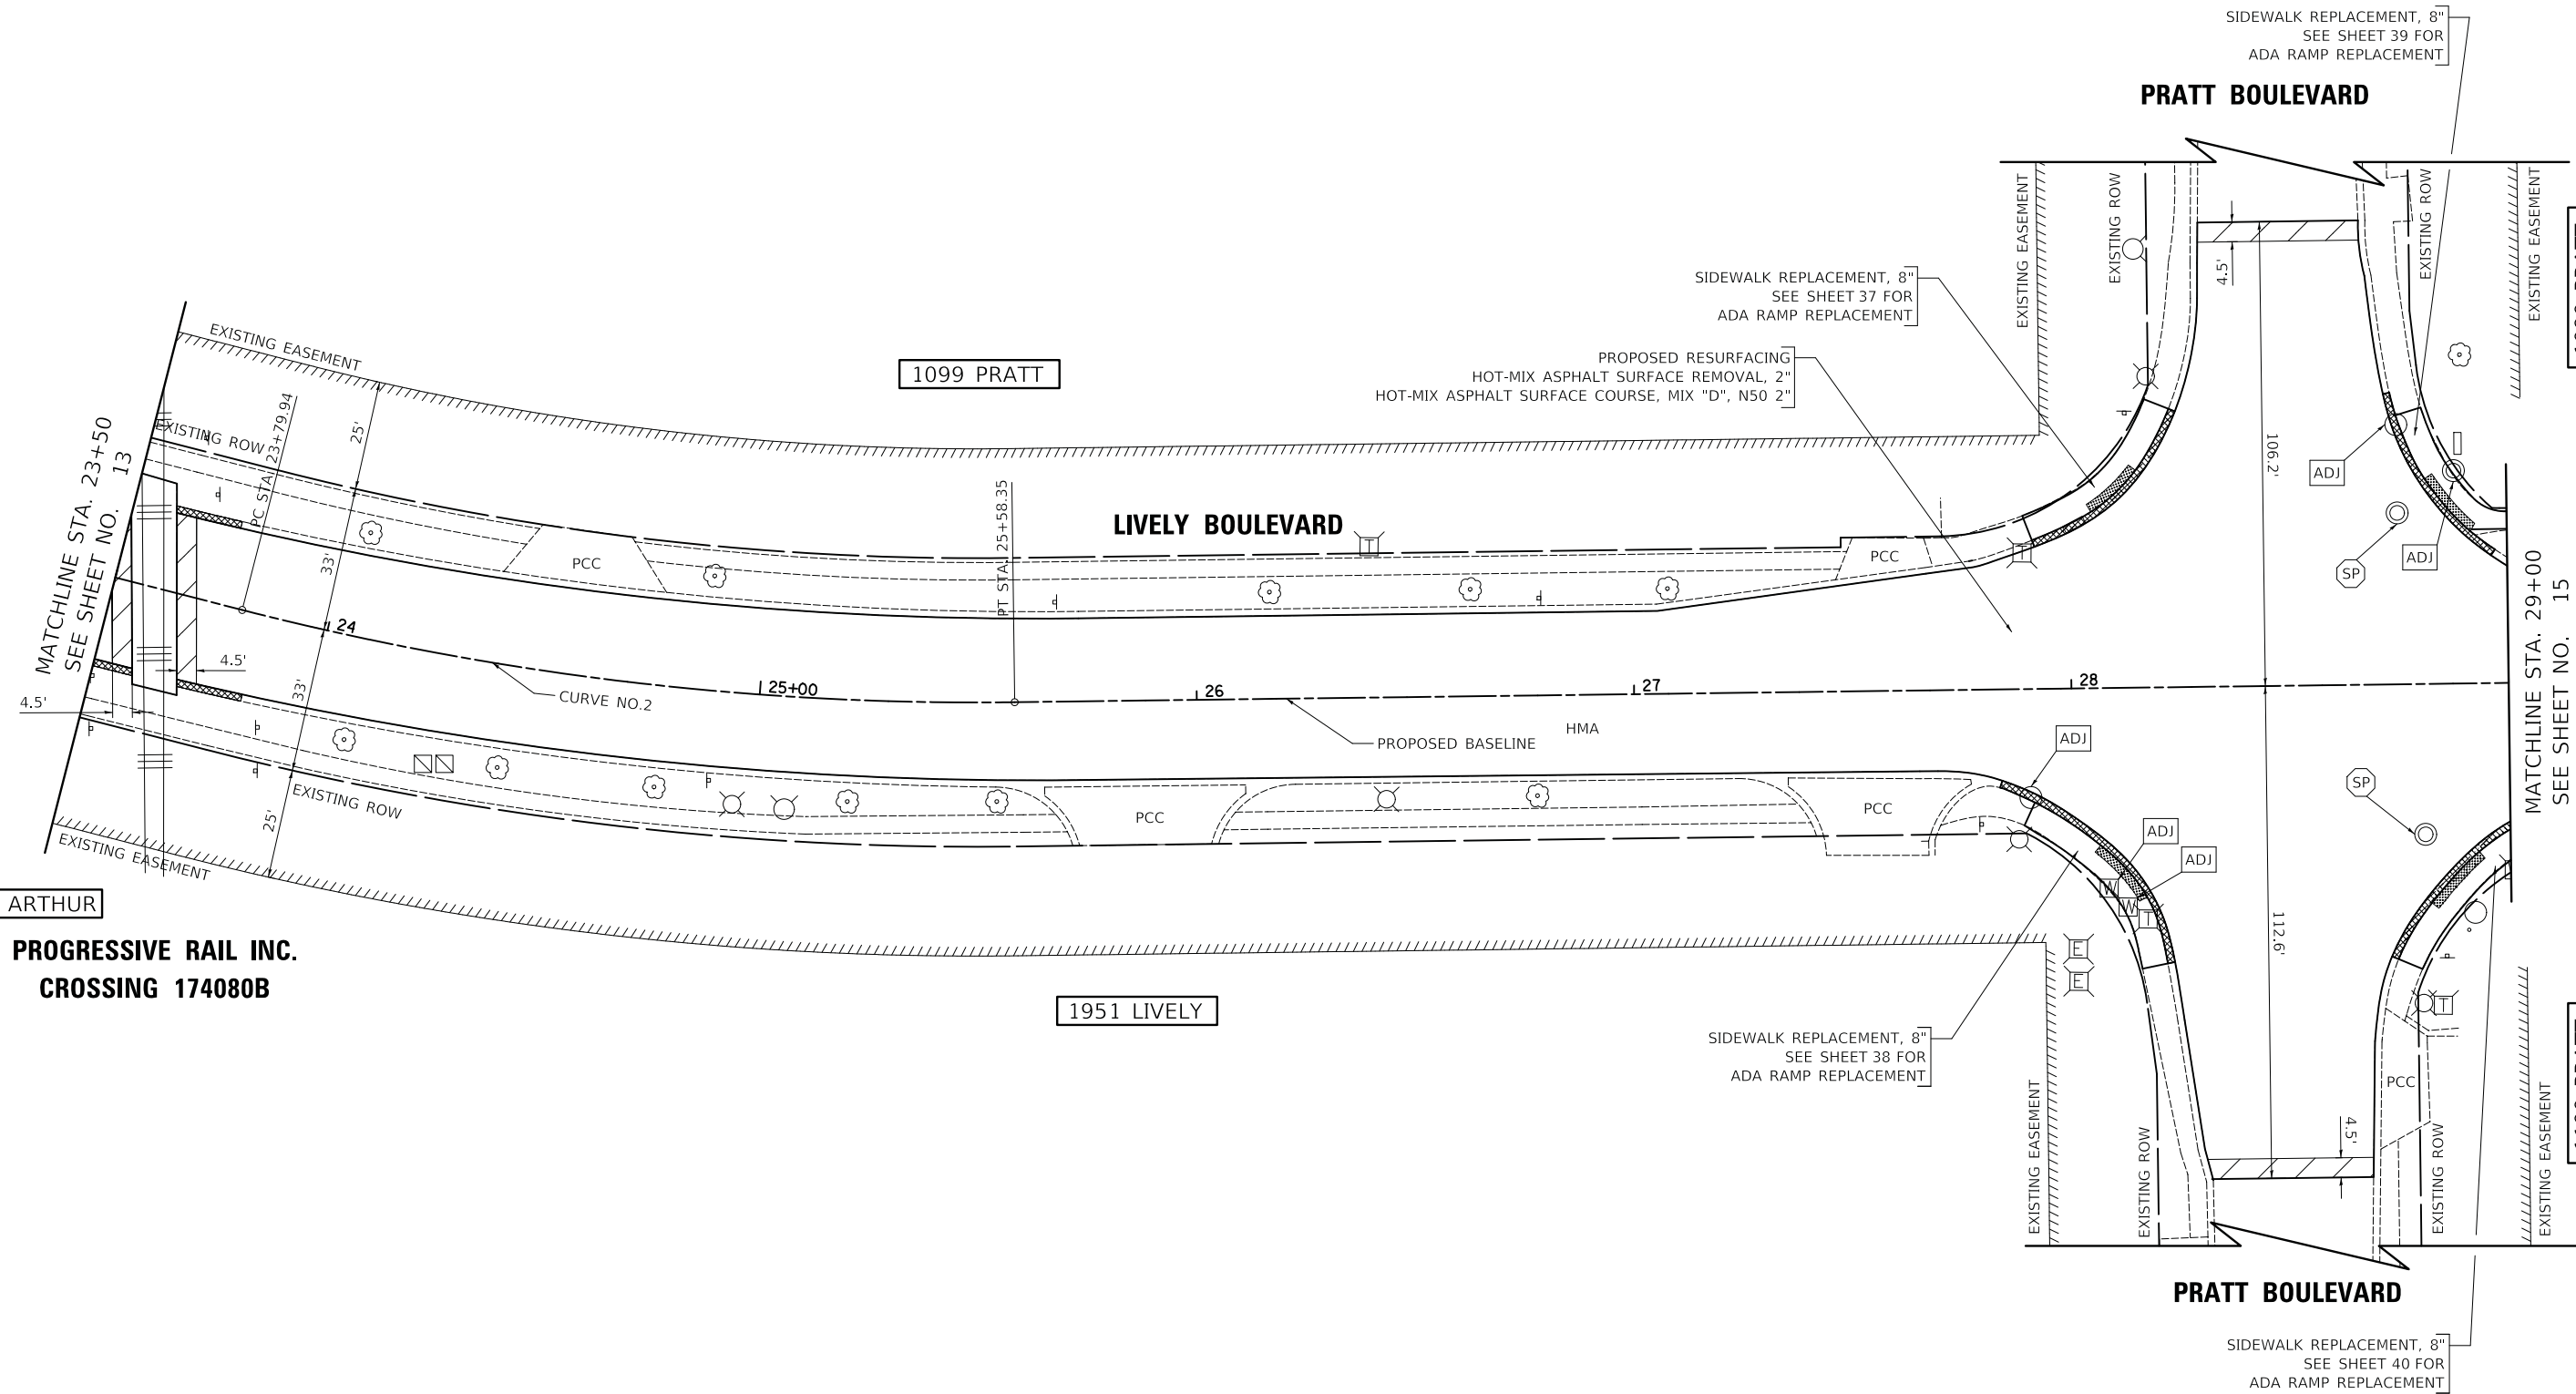 SIDEWALK REPLACEMENT, 8"
SEE SHEET 39 FOR
ADA RAMP REPLACEMENT
PRATT BOULEVARD
EXISTING EASEMENT
EXISTING ROW
EXISTING ROW
EXISTING EASEMENT
4.5'
SIDEWALK REPLACEMENT, 8"
SEE SHEET 37 FOR
ADA RAMP REPLACEMENT
PROPOSED RESURFACING
HOT-MIX ASPHALT SURFACE REMOVAL, 2"
HOT-MIX ASPHALT SURFACE COURSE, MIX "D", N50 2"
1099 PRATT
EXISTING EASEMENT
EXISTING ROW
PC STA. 23+79.94
25'
MATCHLINE STA. 23+50
SEE SHEET NO. 13
106.2'
ADJ
ADJ
SP
PT STA. 25+58.35
LIVELY BOULEVARD
T
T
PCC
PCC
33'
24
4.5'
4.5'
33'
CURVE NO.2
25+00
26
27
28
PROPOSED BASELINE
HMA
MATCHLINE STA. 29+00
SEE SHEET NO. 15
ADJ
SP
ADJ
ADJ
EXISTING ROW
25'
EXISTING EASEMENT
PCC
PCC
W
W
T
E
E
T
112.6'
ARTHUR
PROGRESSIVE RAIL INC.
CROSSING 174080B
1951 LIVELY
SIDEWALK REPLACEMENT, 8"
SEE SHEET 38 FOR
ADA RAMP REPLACEMENT
PCC
4.5'
EXISTING EASEMENT
EXISTING ROW
EXISTING ROW
EXISTING EASEMENT
PRATT BOULEVARD
SIDEWALK REPLACEMENT, 8"
SEE SHEET 40 FOR
ADA RAMP REPLACEMENT